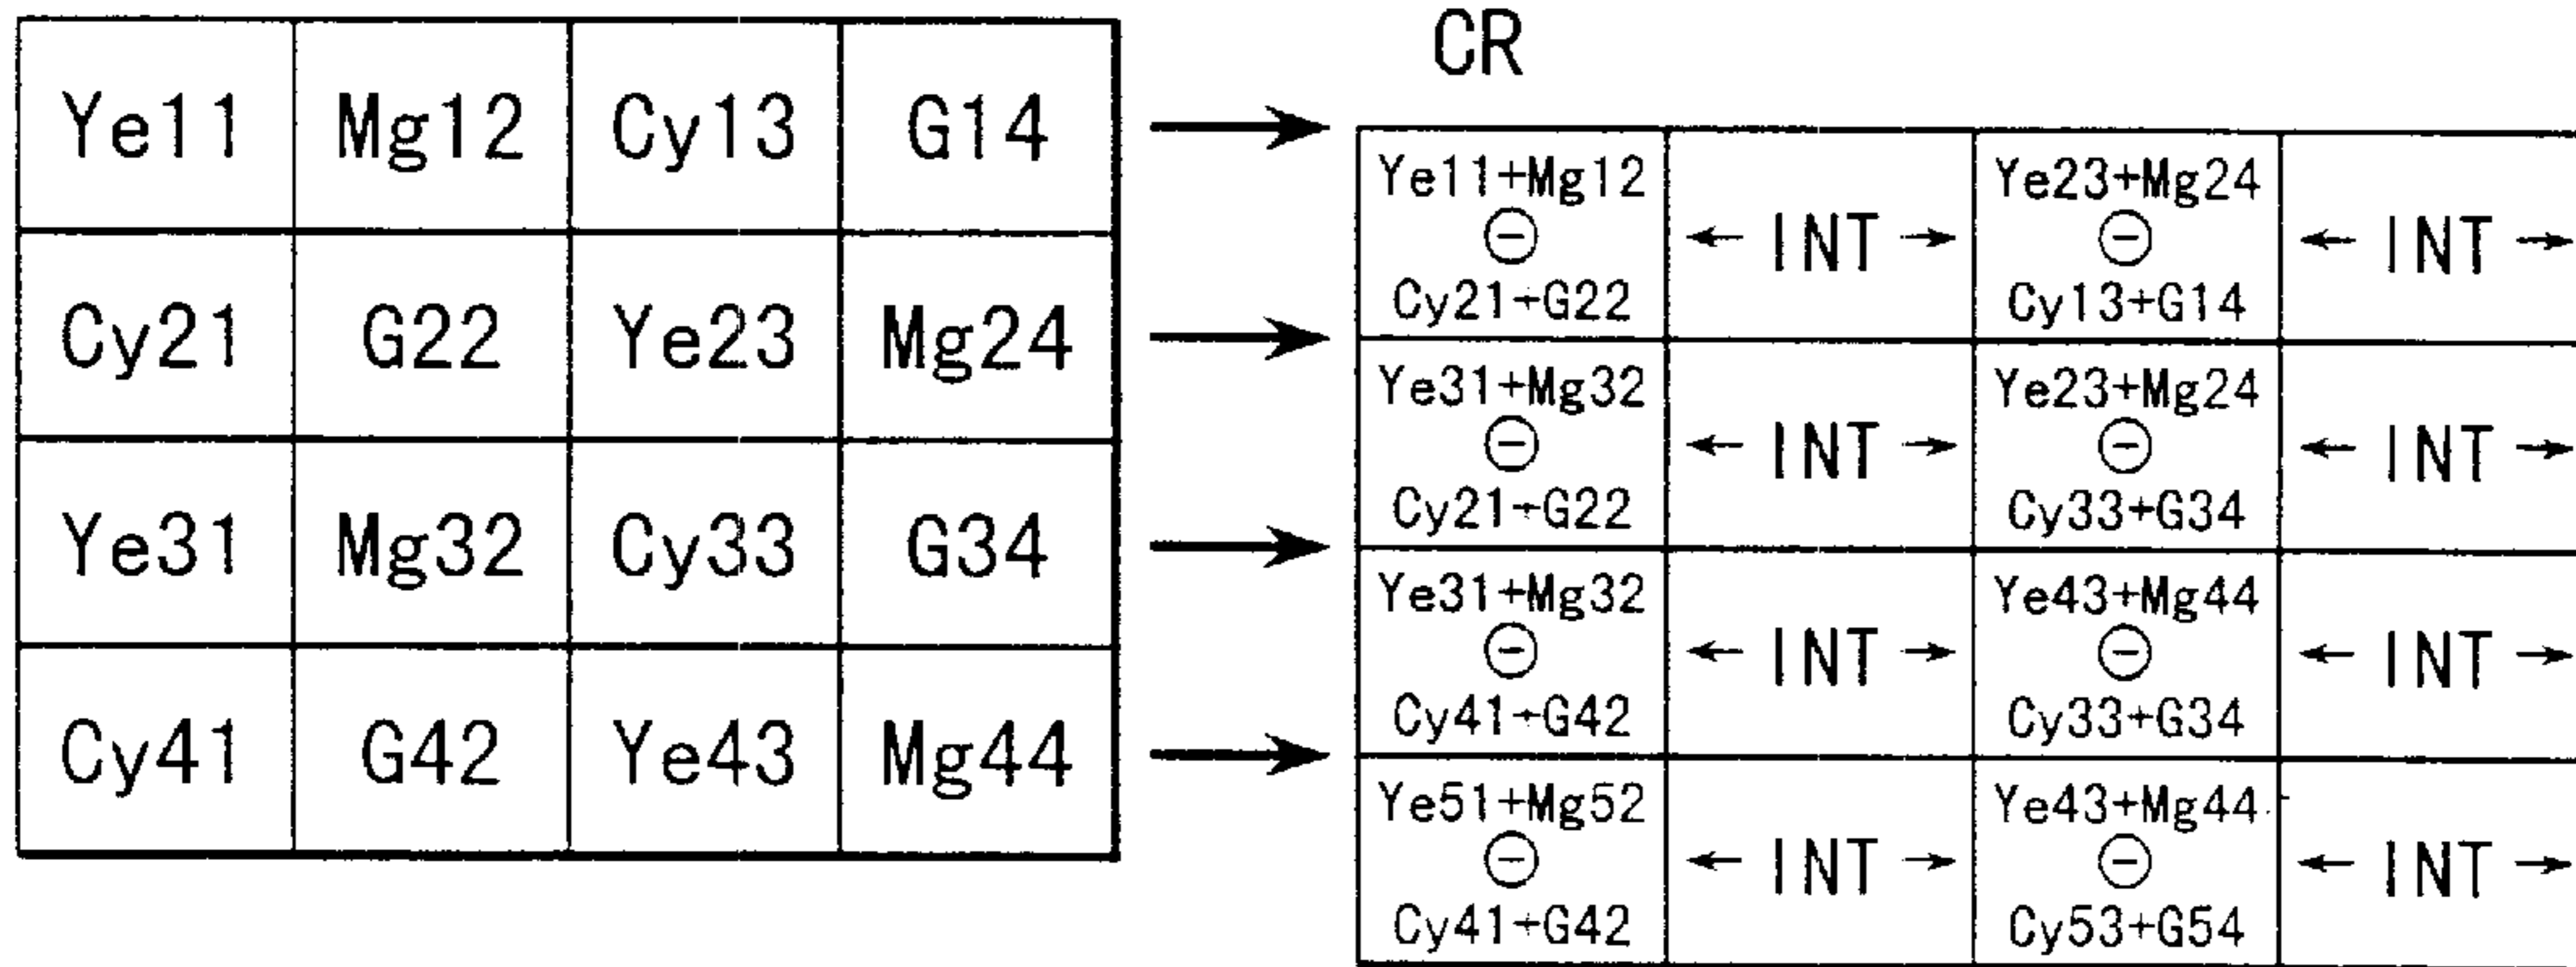 Ye11 Mg12 Cy13 G14
Cy21 G22 Ye23 Mg24
Ye31 Mg32 Cy33 G34
Cy41 G42 Ye43 Mg44
CR
Ye11+Mg12 Ye23+Mg24
⊖ ← INT → ⊖ ← INT →
Cy21+G22 Cy13+G14
Ye31+Mg32 Ye23+Mg24
⊖ ← INT → ⊖ ← INT →
Cy21+G22 Cy33+G34
Ye31+Mg32 Ye43+Mg44
⊖ ← INT → ⊖ ← INT →
Cy41+G42 Cy33+G34
Ye51+Mg52 Ye43+Mg44
⊖ ← INT → ⊖ ← INT →
Cy41+G42 Cy53+G54